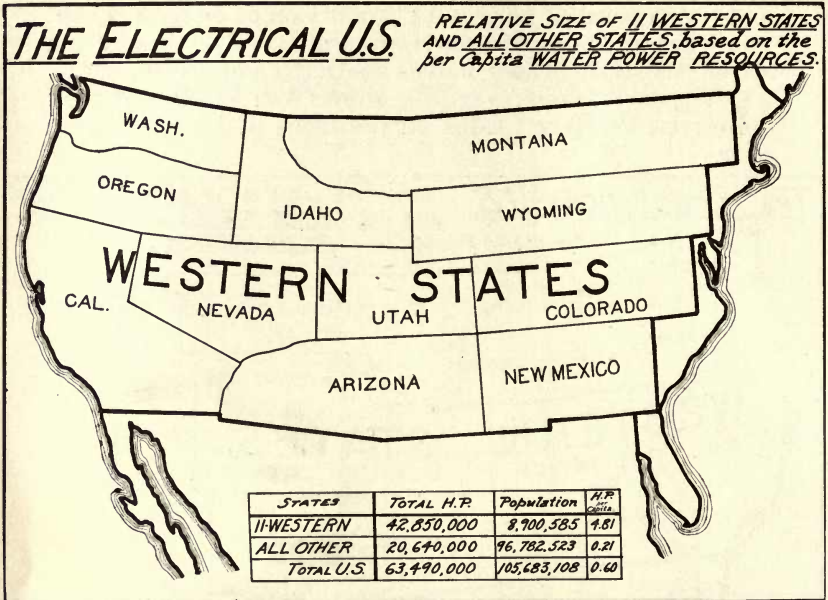 THE ELECTRICAL U.S.
RELATIVE SIZE OF 11 WESTERN STATES
AND ALL OTHER STATES, based on the
per Capita WATER POWER RESOURCES.
WASH.
MONTANA
OREGON
IDAHO
WYOMING
WESTERN STATES
CAL.
NEVADA
UTAH
COLORADO
ARIZONA
NEW MEXICO
STATES TOTAL H.P. Population H.P. per Capita
11-WESTERN 42,850,000 8,900,585 4.81
ALL OTHER 20,640,000 96,782,523 0.21
TOTAL U.S. 63,490,000 105,683,108 0.60